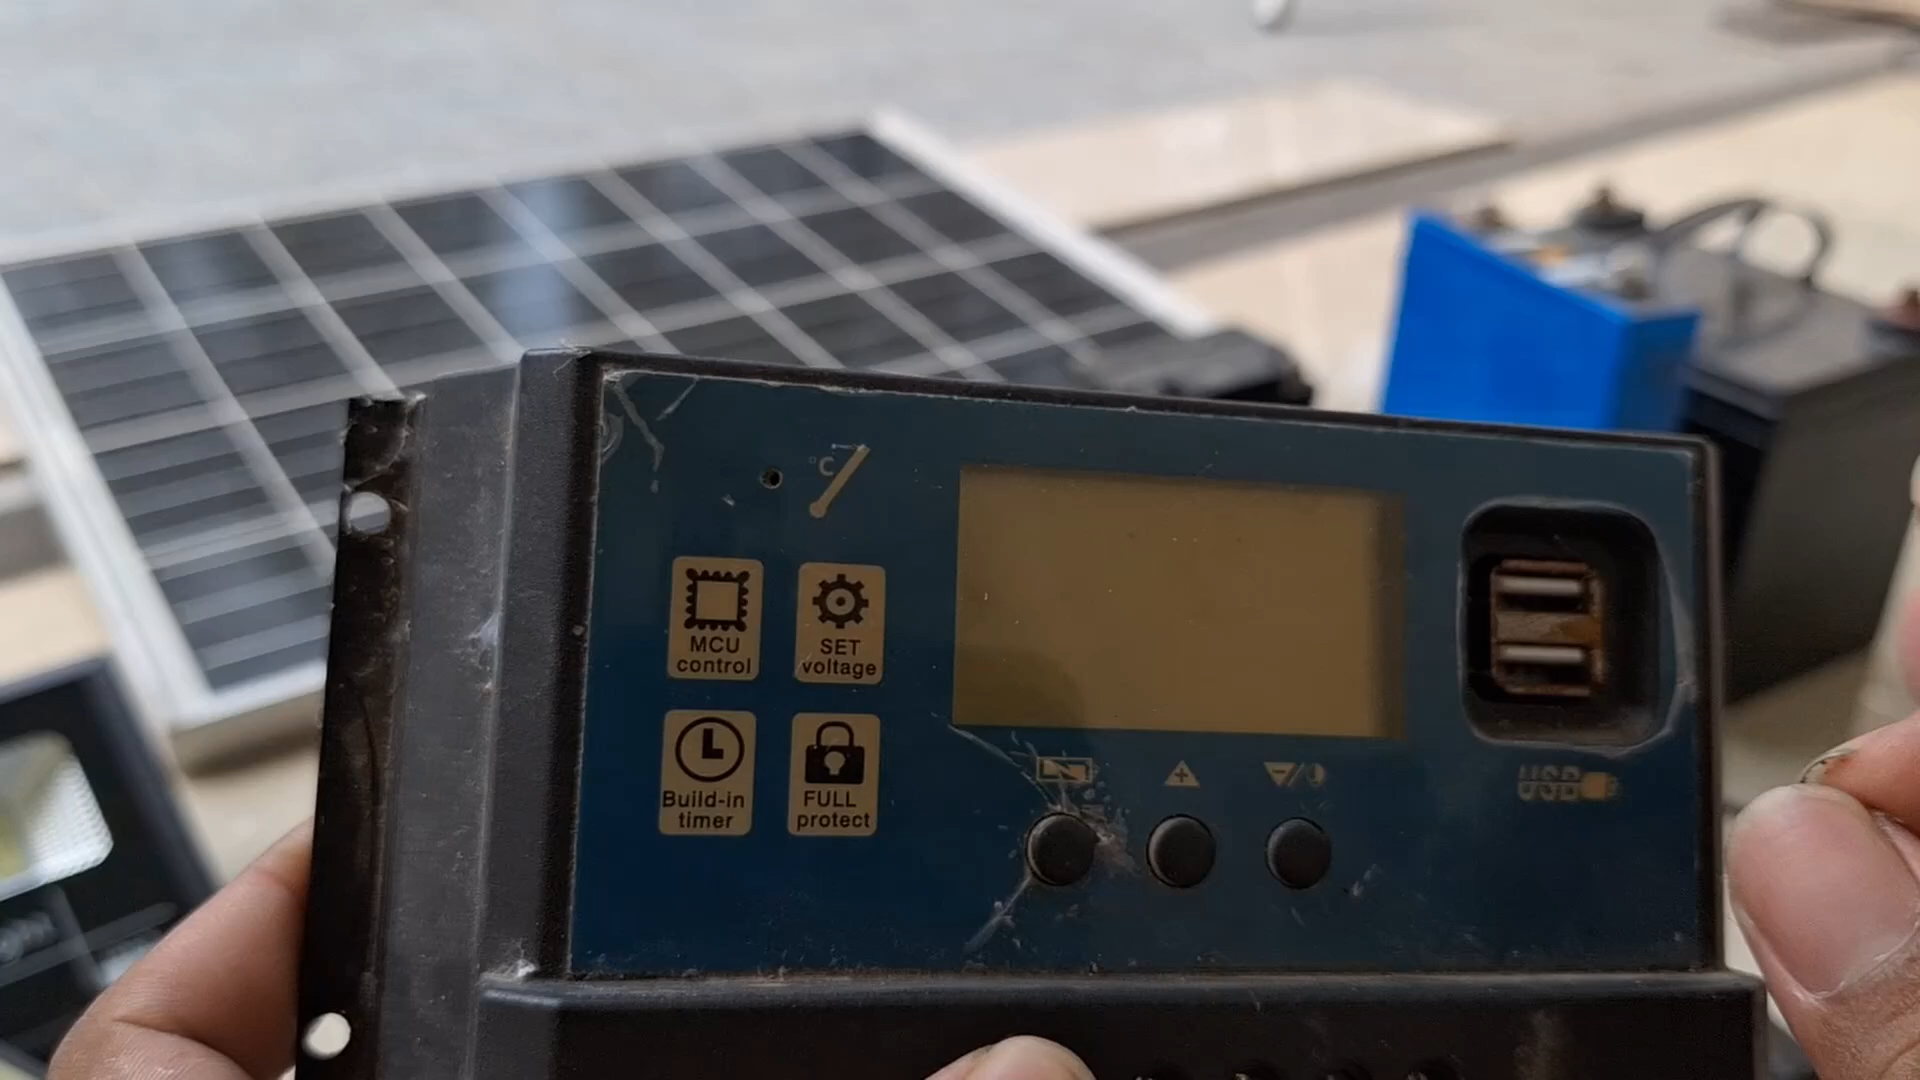 °C
MCU
control
SET
voltage
Build-in
timer
FULL
protect
USB